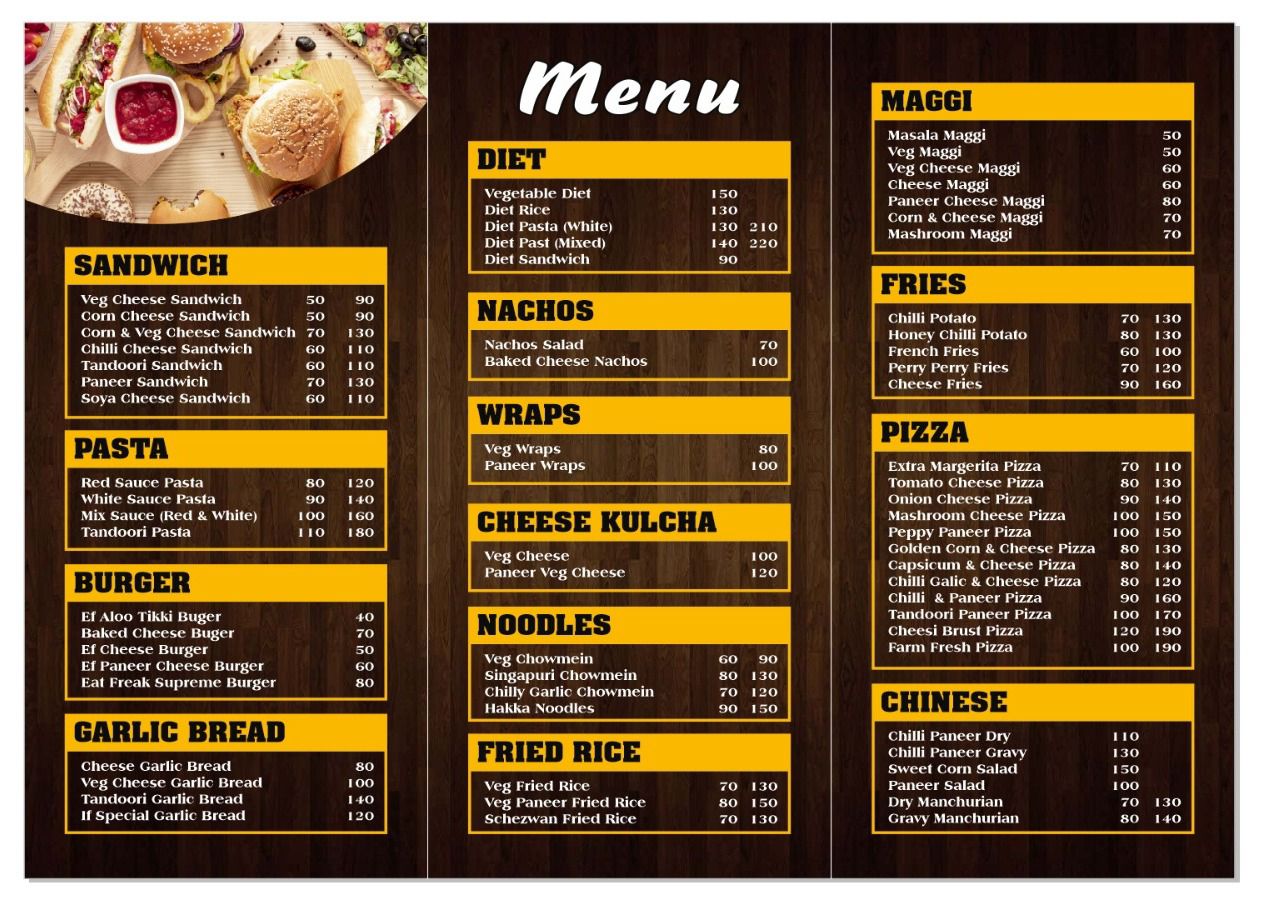 SANDWICH
Veg Cheese Sandwich 50 90
Corn Cheese Sandwich 50 90
Corn & Veg Cheese Sandwich 70 130
Chilli Cheese Sandwich 60 110
Tandoori Sandwich 60 110
Paneer Sandwich 70 130
Soya Cheese Sandwich 60 110
PASTA
Red Sauce Pasta 80 120
White Sauce Pasta 90 140
Mix Sauce (Red & White) 100 160
Tandoori Pasta 110 180
BURGER
Ef Aloo Tikki Buger 40
Baked Cheese Buger 70
Ef Cheese Burger 50
Ef Paneer Cheese Burger 60
Eat Freak Supreme Burger 80
GARLIC BREAD
Cheese Garlic Bread 80
Veg Cheese Garlic Bread 100
Tandoori Garlic Bread 140
If Special Garlic Bread 120
Menu
DIET
Vegetable Diet 150
Diet Rice 130
Diet Pasta (White) 130 210
Diet Past (Mixed) 140 220
Diet Sandwich 90
NACHOS
Nachos Salad 70
Baked Cheese Nachos 100
WRAPS
Veg Wraps 80
Paneer Wraps 100
CHEESE KULCHA
Veg Cheese 100
Paneer Veg Cheese 120
NOODLES
Veg Chowmein 60 90
Singapuri Chowmein 80 130
Chilly Garlic Chowmein 70 120
Hakka Noodles 90 150
FRIED RICE
Veg Fried Rice 70 130
Veg Paneer Fried Rice 80 150
Schezwan Fried Rice 70 130
MAGGI
Masala Maggi 50
Veg Maggi 50
Veg Cheese Maggi 60
Cheese Maggi 60
Paneer Cheese Maggi 80
Corn & Cheese Maggi 70
Mashroom Maggi 70
FRIES
Chilli Potato 70 130
Honey Chilli Potato 80 130
French Fries 60 100
Perry Perry Fries 70 120
Cheese Fries 90 160
PIZZA
Extra Margerita Pizza 70 110
Tomato Cheese Pizza 80 130
Onion Cheese Pizza 90 140
Mashroom Cheese Pizza 100 150
Peppy Paneer Pizza 100 150
Golden Corn & Cheese Pizza 80 130
Capsicum & Cheese Pizza 80 140
Chilli Galic & Cheese Pizza 80 120
Chilli & Paneer Pizza 90 160
Tandoori Paneer Pizza 100 170
Cheesi Brust Pizza 120 190
Farm Fresh Pizza 100 190
CHINESE
Chilli Paneer Dry 110
Chilli Paneer Gravy 130
Sweet Corn Salad 150
Paneer Salad 100
Dry Manchurian 70 130
Gravy Manchurian 80 140